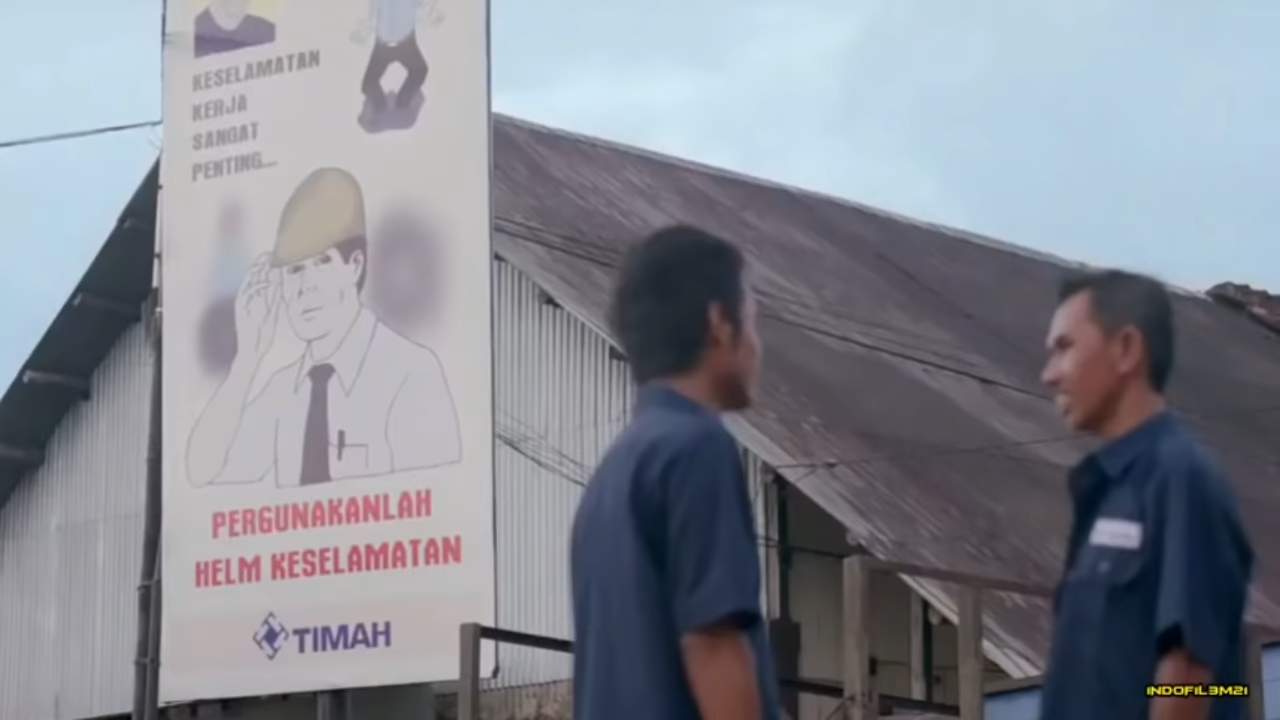 KESELAMATAN
KERJA
SANGAT
PENTING...
PERGUNAKANLAH
HELM KESELAMATAN
TIMAH
INDOFIL3M21